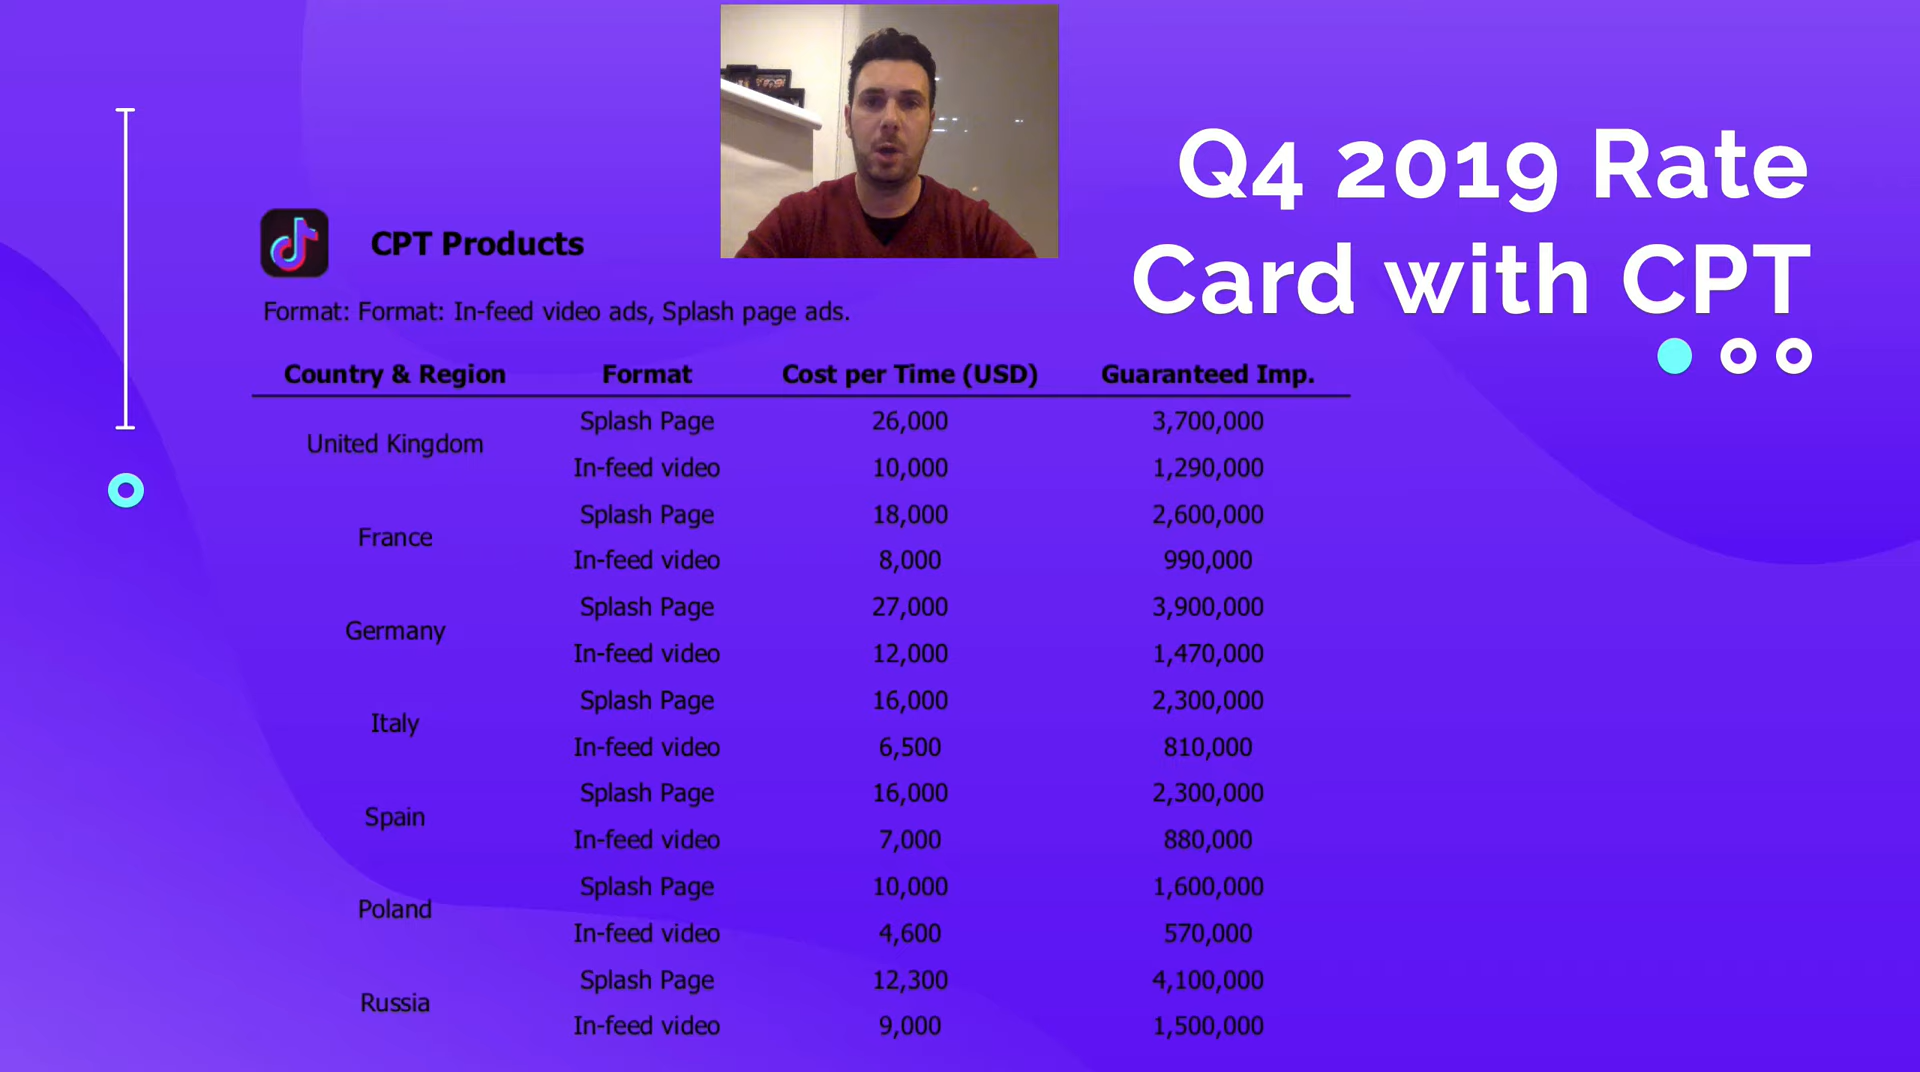 Q4 2019 Rate
Card with CPT
CPT Products
Format: Format: In-feed video ads, Splash page ads.
Country & Region Format Cost per Time (USD) Guaranteed Imp.
United Kingdom
Splash Page 26,000 3,700,000
In-feed video 10,000 1,290,000
France
Splash Page 18,000 2,600,000
In-feed video 8,000 990,000
Germany
Splash Page 27,000 3,900,000
In-feed video 12,000 1,470,000
Italy
Splash Page 16,000 2,300,000
In-feed video 6,500 810,000
Spain
Splash Page 16,000 2,300,000
In-feed video 7,000 880,000
Poland
Splash Page 10,000 1,600,000
In-feed video 4,600 570,000
Russia
Splash Page 12,300 4,100,000
In-feed video 9,000 1,500,000